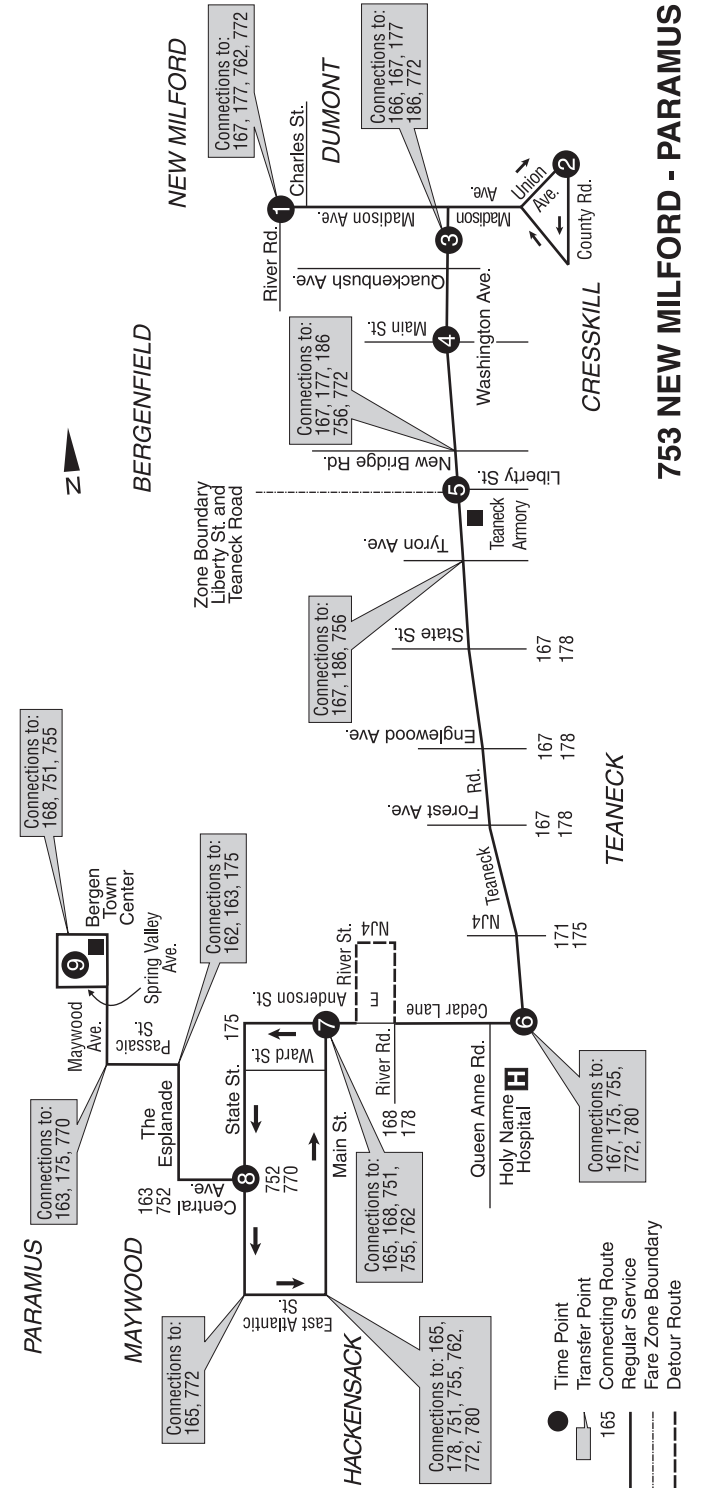 753 NEW MILFORD - PARAMUS
N
PARAMUS
MAYWOOD
HACKENSACK
BERGENFIELD
NEW MILFORD
DUMONT
CRESSKILL
TEANECK
Connections to:
168, 751, 755
9
Bergen
Town
Center
Spring Valley
Ave.
Maywood
Ave.
Passaic
St.
Connections to:
162, 163, 175
Connections to:
163, 175, 770
The
Esplanade
163
752
Central
Ave.
8
752
770
State St.
175
Ward St.
Main St.
East Atlantic
St.
Connections to:
165, 772
Connections to: 165,
178, 751, 755, 762,
772, 780
Connections to:
165, 168, 751,
755, 762
7
Anderson St.
River St.
NJ4
E
River Rd.
168
178
Cedar Lane
Queen Anne Rd.
Holy Name
Hospital
H
6
Connections to:
167, 175, 755,
772, 780
NJ4
171
175
Teaneck
Rd.
Forest Ave.
167
178
Englewood Ave.
167
178
State St.
167
178
Connections to:
167, 186, 756
Tyron Ave.
Teaneck
Armory
Zone Boundary
Liberty St. and
Teaneck Road
5
Liberty St.
New Bridge Rd.
Connections to:
167, 177, 186
756, 772
4
Main St.
Washington Ave.
Quackenbush Ave.
3
Connections to:
166, 167, 177
186, 772
Madison
Ave.
Madison Ave.
River Rd.
1
Charles St.
Connections to:
167, 177, 762, 772
Union
Ave.
2
County Rd.
Time Point
Transfer Point
165 Connecting Route
Regular Service
Fare Zone Boundary
Detour Route